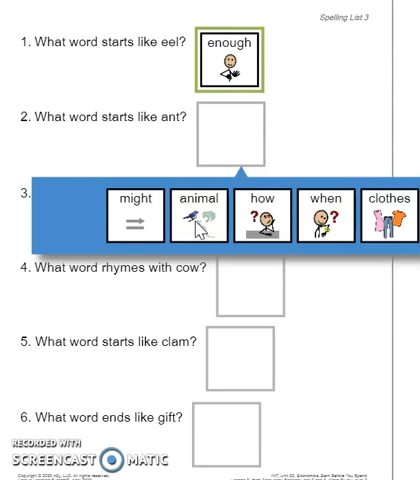 Spelling List 3
1. What word starts like eel?
enough
2. What word starts like ant?
3.
might
animal
how
when
clothes
4. What word rhymes with cow?
5. What word starts like clam?
6. What word ends like gift?
RECORDED WITH
SCREENCAST MATIC